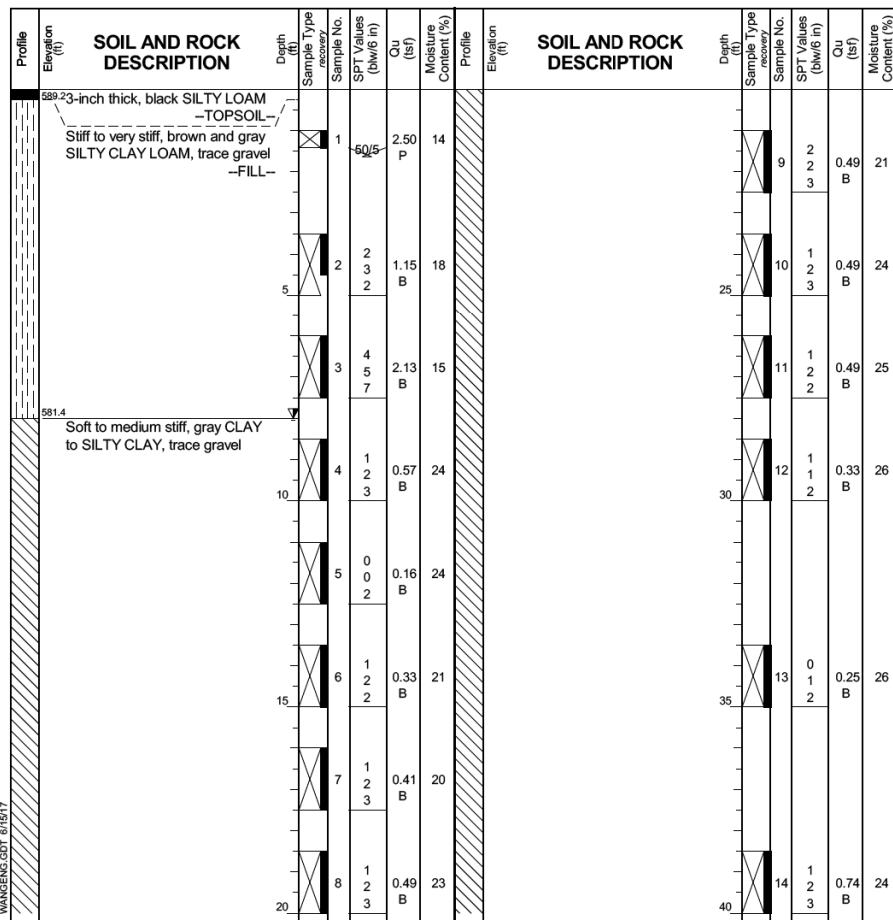 Profile
Elevation
(ft)
SOIL AND ROCK
DESCRIPTION
Depth
(ft)
Sample Type
recovery
Sample No.
SPT Values
(blw/6 in)
Qu
(tsf)
Moisture
Content (%)
589.2
3-inch thick, black SILTY LOAM
--TOPSOIL--
Stiff to very stiff, brown and gray
SILTY CLAY LOAM, trace gravel
--FILL--
1
50/5
2.50
P
14
2
2
3
2
1.15
B
18
5
3
4
5
7
2.13
B
15
581.4
Soft to medium stiff, gray CLAY
to SILTY CLAY, trace gravel
4
1
2
3
0.57
B
24
10
5
0
0
2
0.16
B
24
6
1
2
2
0.33
B
21
15
7
1
2
3
0.41
B
20
8
1
2
3
0.49
B
23
20
Profile
Elevation
(ft)
SOIL AND ROCK
DESCRIPTION
Depth
(ft)
Sample Type
recovery
Sample No.
SPT Values
(blw/6 in)
Qu
(tsf)
Moisture
Content (%)
9
2
2
3
0.49
B
21
10
1
2
3
0.49
B
24
25
11
1
2
2
0.49
B
25
12
1
1
2
0.33
B
26
30
13
0
1
2
0.25
B
26
35
14
1
2
3
0.74
B
24
40
WANGENG.GDT 6/15/17